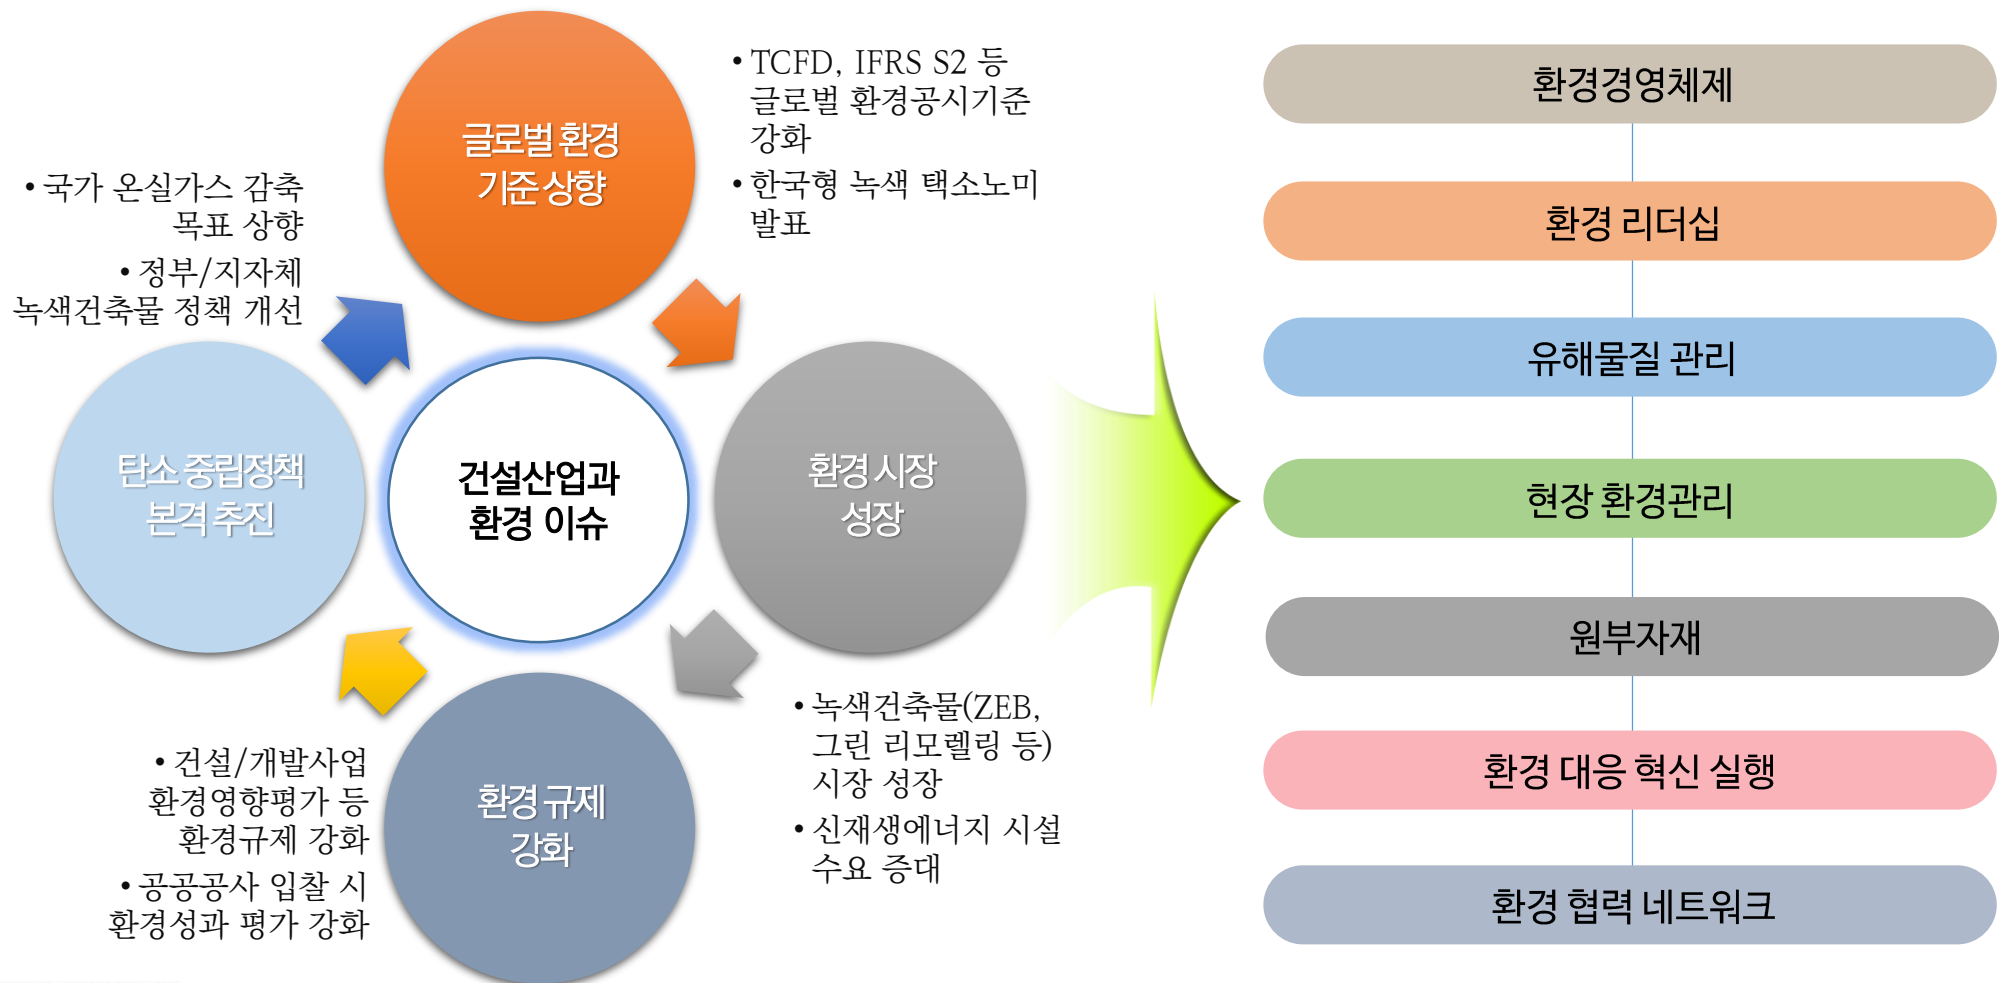 글로벌 환경
기준 상향
• TCFD, IFRS S2 등
글로벌 환경공시기준
강화
• 한국형 녹색 택소노미
발표
• 국가 온실가스 감축
목표 상향
• 정부/지자체
녹색건축물 정책 개선
탄소 중립정책
본격 추진
건설산업과
환경 이슈
환경 시장
성장
• 녹색건축물(ZEB,
그린 리모렐링 등)
시장 성장
• 신재생에너지 시설
수요 증대
• 건설/개발사업
환경영향평가 등
환경규제 강화
• 공공공사 입찰 시
환경성과 평가 강화
환경 규제
강화
환경경영체제
환경 리더십
유해물질 관리
현장 환경관리
원부자재
환경 대응 혁신 실행
환경 협력 네트워크